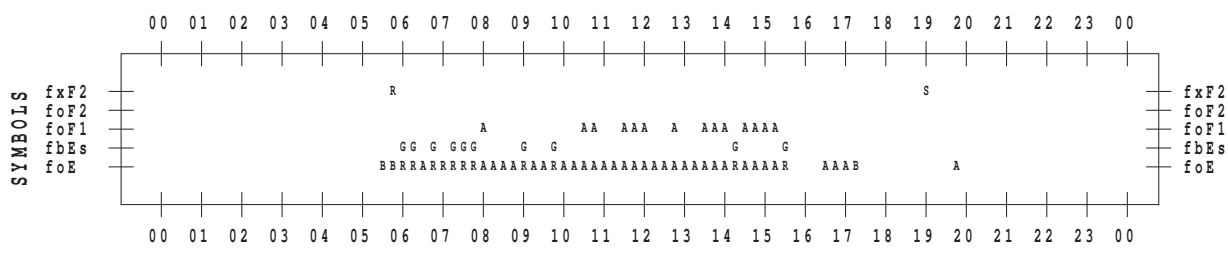 00 01 02 03 04 05 06 07 08 09 10 11 12 13 14 15 16 17 18 19 20 21 22 23 00
SYMBOLS
fxF2 R S fxF2
foF2 foF2
foF1 A AA AAA A AAA AAAA foF1
fbEs GG G GGG G G G G fbEs
foE BBRRARRRRRAAAARAARAAAAAAAAAAAAAAAAARAAAAR AAAB A foE
00 01 02 03 04 05 06 07 08 09 10 11 12 13 14 15 16 17 18 19 20 21 22 23 00